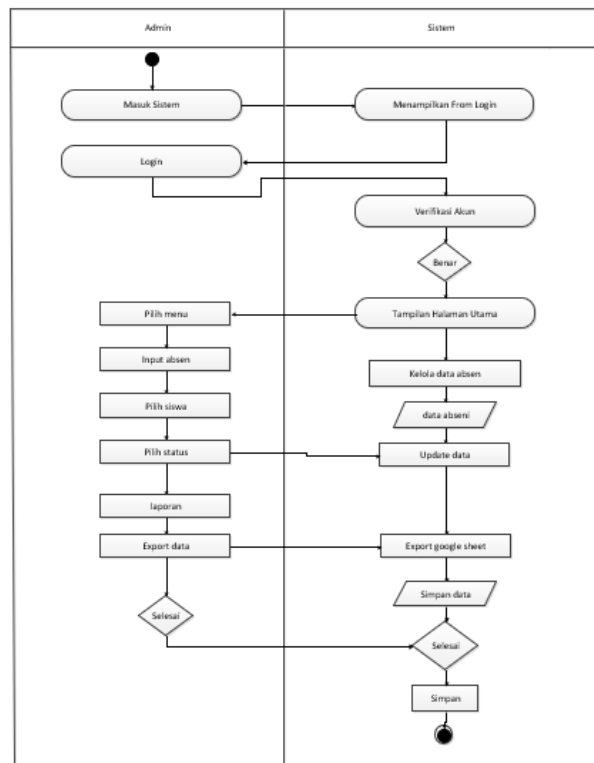 Admin
Sistem
Masuk Sistem
Menampilkan From Login
Login
Verifikasi Akun
Benar
Pilih menu
Tampilan Halaman Utama
Input absen
Kelola data absen
Pilih siswa
data abseni
Pilih status
Update data
laporan
Export data
Export google sheet
Simpan data
Selesai
Selesai
Simpan